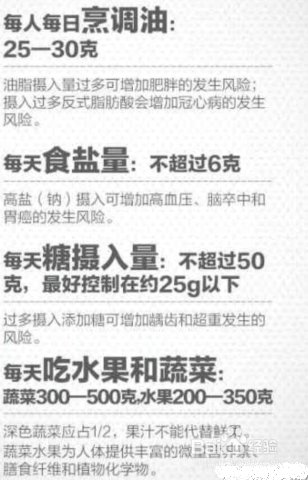 每人每日烹调油：
25—30克
油脂摄入量过多可增加肥胖的发生风险；
摄入过多反式脂肪酸会增加冠心病的发生
风险。
每天食盐量：不超过6克
高盐（钠）摄入可增加高血压、脑卒中和
胃癌的发生风险。
每天糖摄入量：不超过50
克，最好控制在约25g以下
过多摄入添加糖可增加龋齿和超重发生的
风险。
每天吃水果和蔬菜：
蔬菜300—500克,水果200—350克
深色蔬菜应占1/2，果汁不能代替鲜
蔬菜水果为人体提供丰富的微
膳食纤维和植物化学物。